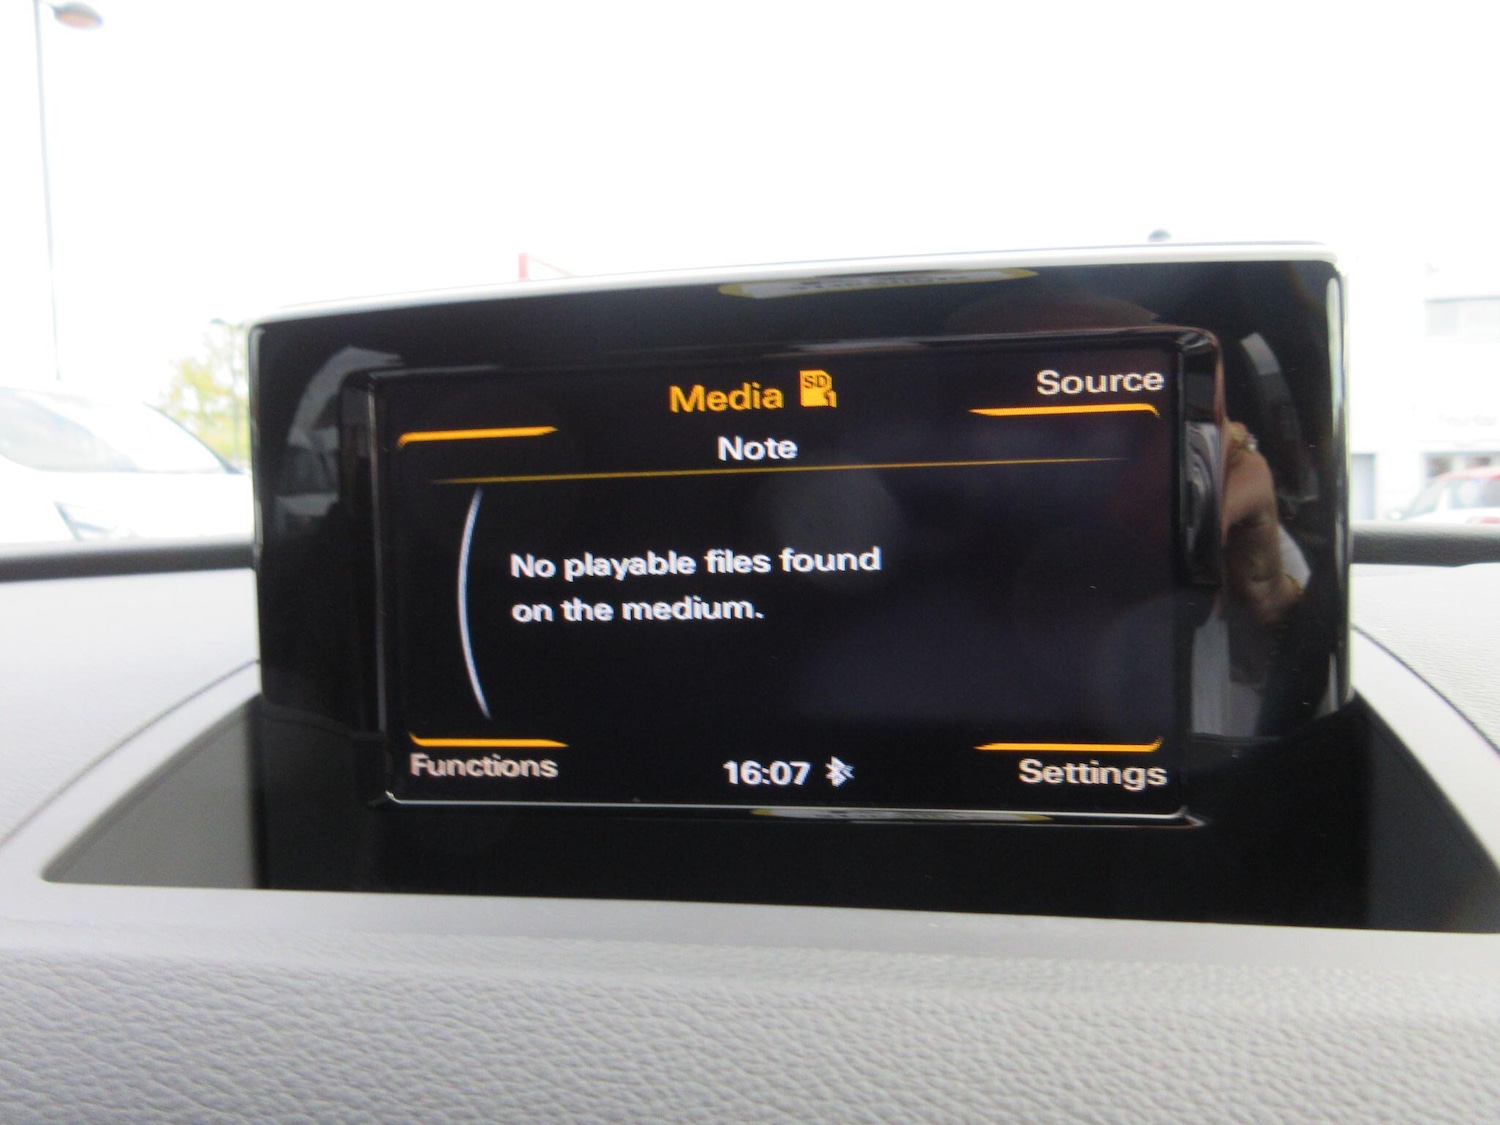 Media SD 1
Source
Note
No playable files found
on the medium.
Functions
16:07
Settings